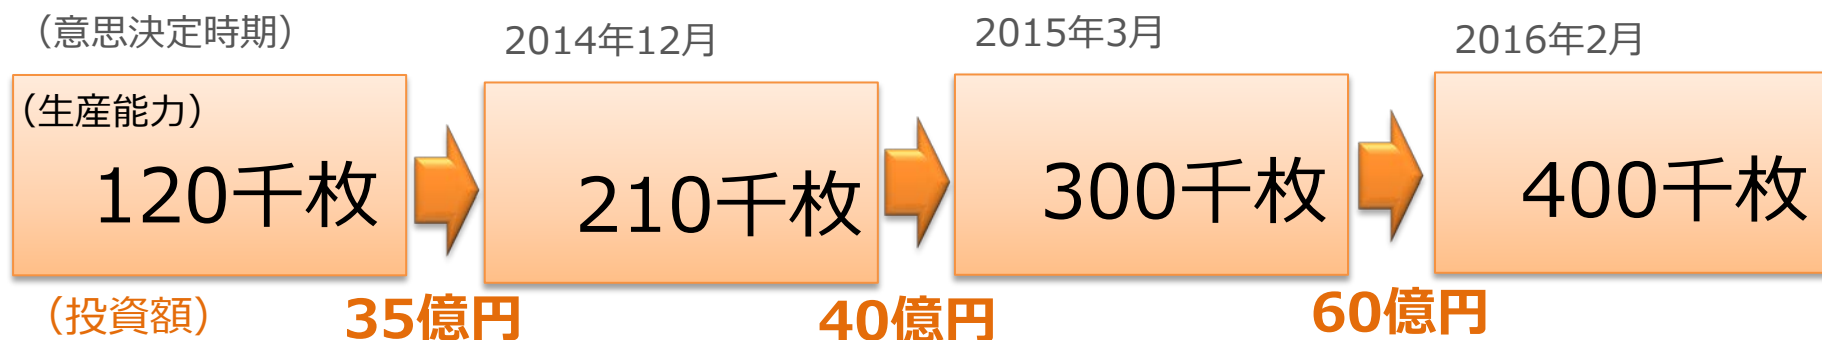 （意思決定時期）
2014年12月
2015年3月
2016年2月
（生産能力）
120千枚
210千枚
300千枚
400千枚
（投資額）
35億円
40億円
60億円